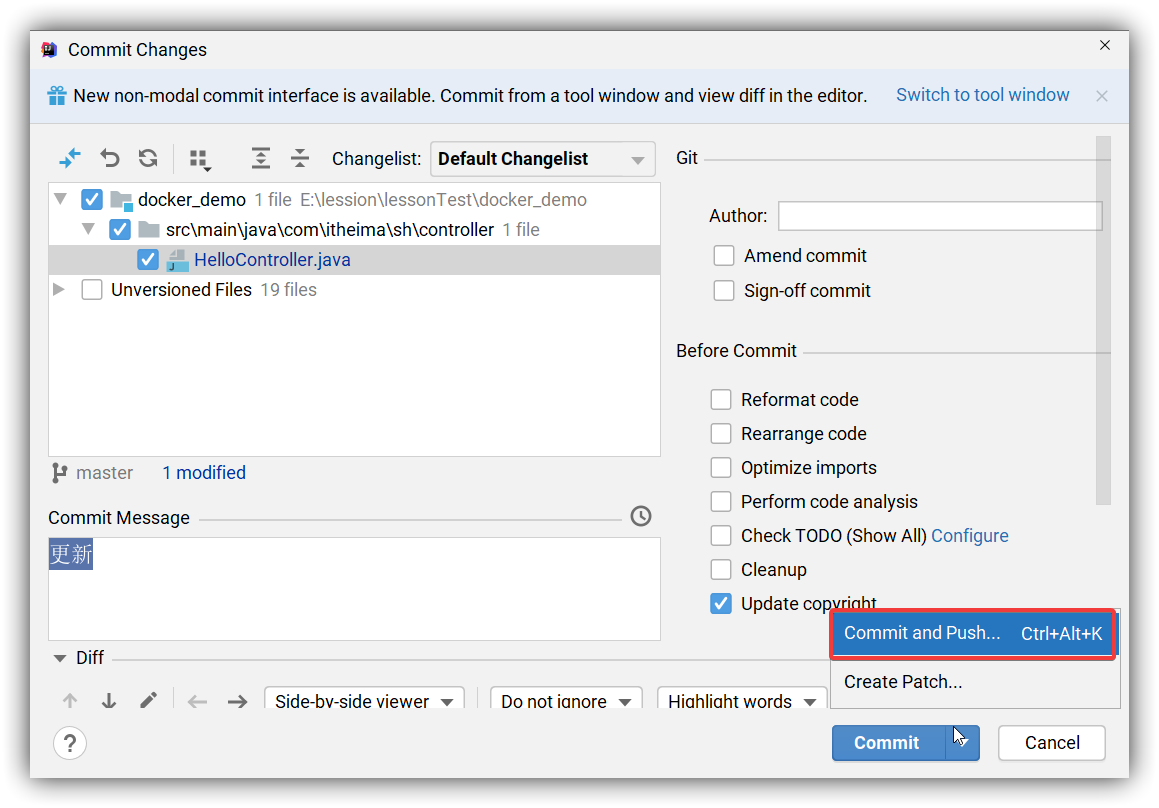 Commit Changes
New non-modal commit interface is available. Commit from a tool window and view diff in the editor. Switch to tool window
Changelist: Default Changelist
docker_demo 1 file E:\lession\lessonTest\docker_demo
src\main\java\com\itheima\sh\controller 1 file
HelloController.java
Unversioned Files 19 files
master 1 modified
Commit Message
更新
Git
Author:
Amend commit
Sign-off commit
Before Commit
Reformat code
Rearrange code
Optimize imports
Perform code analysis
Check TODO (Show All) Configure
Cleanup
Update copyright
Commit and Push... Ctrl+Alt+K
Create Patch...
Diff
Side-by-side viewer Do not ignore Highlight words
? Commit Cancel